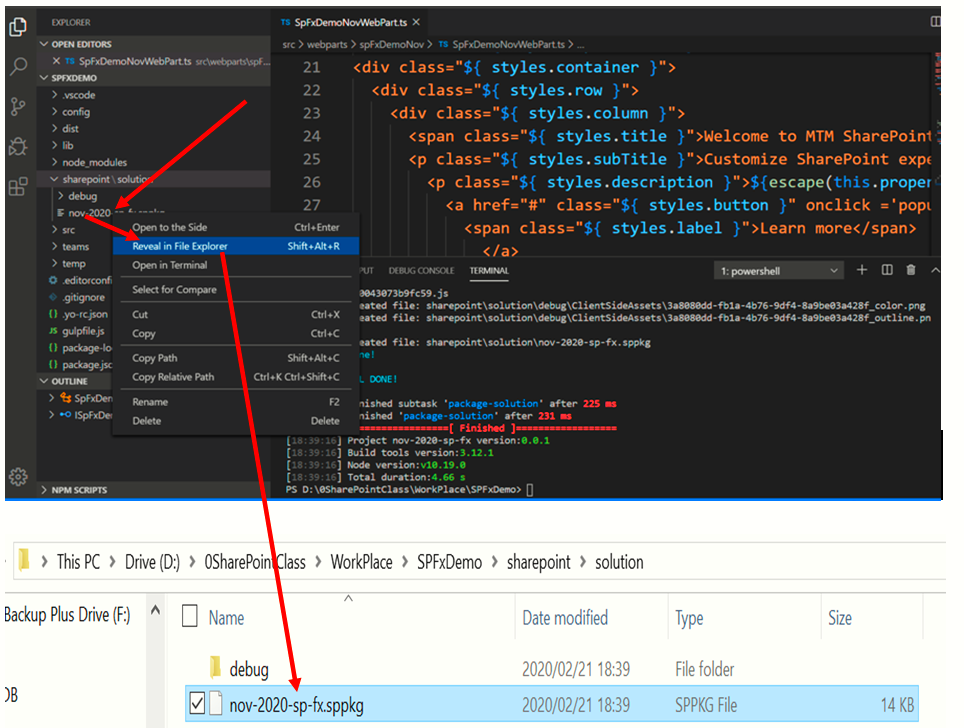 EXPLORER
OPEN EDITORS
TS SpFxDemoNovWebPart.ts src\webparts\spF...
SPFXDEMO
.vscode
config
dist
lib
node_modules
sharepoint\solution
debug
nov-2020-sp-fx.sppkg
src
teams
temp
.editorconfi
.gitignore
{} .yo-rc.json
JS gulpfile.js
{} package-lo
{} package.jsc
OUTLINE
SpFxDem
ISpFxDe
NPM SCRIPTS
TS SpFxDemoNovWebPart.ts
src > webparts > spFxDemoNov > TS SpFxDemoNovWebPart.ts > ...
21 <div class="${ styles.container }">
22 <div class="${ styles.row }">
23 <div class="${ styles.column }">
24 <span class="${ styles.title }">Welcome to MTM SharePoint
25 <p class="${ styles.subTitle }">Customize SharePoint expe
26 <p class="${ styles.description }">${escape(this.proper
27 <a href="#" class="${ styles.button }" onclick ='popu
<span class="${ styles.label }">Learn more</span>
</a>
Open to the Side Ctrl+Enter
Reveal in File Explorer Shift+Alt+R
Open in Terminal
Select for Compare
Cut Ctrl+X
Copy Ctrl+C
Copy Path Shift+Alt+C
Copy Relative Path Ctrl+K Ctrl+Shift+C
Rename F2
Delete Delete
PUT DEBUG CONSOLE TERMINAL 1: powershell
0043073b9fc59.js
eated file: sharepoint\solution\debug\ClientSideAssets\3a8080dd-fb1a-4b76-9df4-8a9be03a428f_color.png
eated file: sharepoint\solution\debug\ClientSideAssets\3a8080dd-fb1a-4b76-9df4-8a9be03a428f_outline.pn
eated file: sharepoint\solution\nov-2020-sp-fx.sppkg
ne!
L DONE!
nished subtask 'package-solution' after 225 ms
nished 'package-solution' after 231 ms
=================[ Finished ]=================
[18:39:16] Project nov-2020-sp-fx version:0.0.1
[18:39:16] Build tools version:3.12.1
[18:39:16] Node version:v10.19.0
[18:39:16] Total duration:4.66 s
PS D:\0SharePointClass\WorkPlace\SPFxDemo>
This PC > Drive (D:) > 0SharePointClass > WorkPlace > SPFxDemo > sharepoint > solution
Backup Plus Drive (F:)
OB
Name Date modified Type Size
debug 2020/02/21 18:39 File folder
nov-2020-sp-fx.sppkg 2020/02/21 18:39 SPPKG File 14 KB